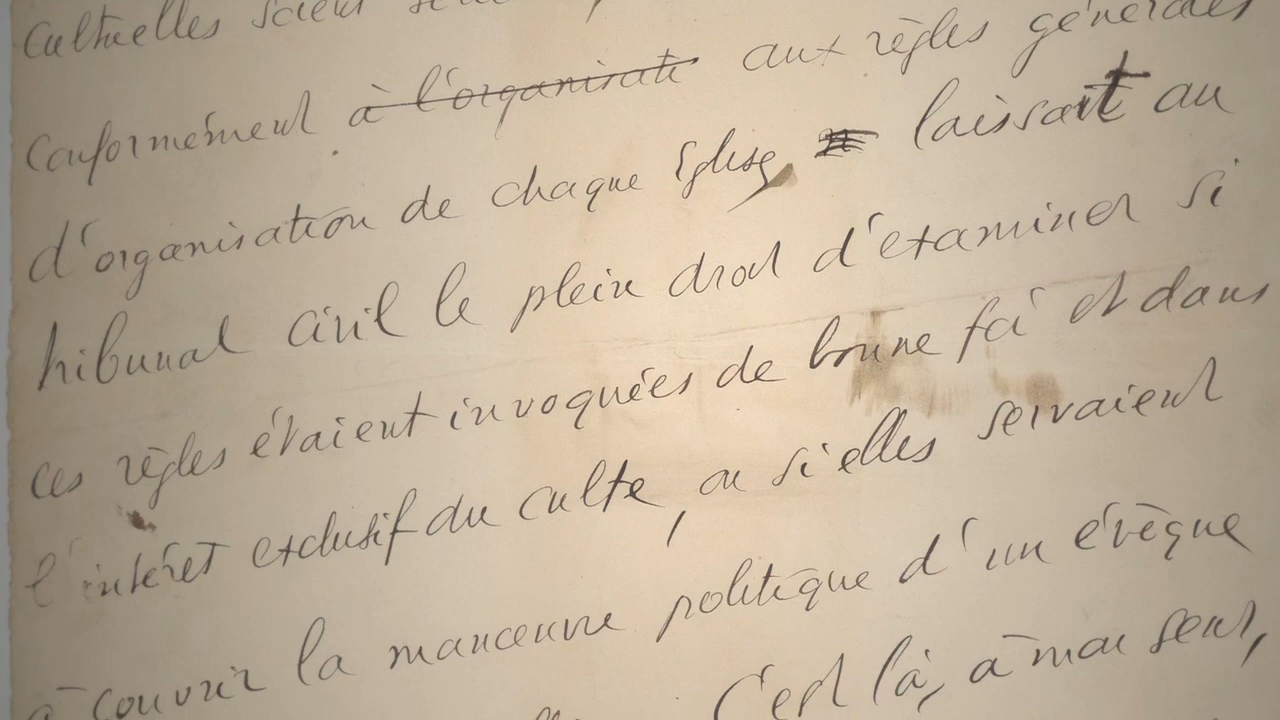 Cultuelles soient
Conformément à l'organisati aux règles générales
d'organisation de chaque Eglise, laissait au
tribunal civil le plein droit d'examiner si
ces règles étaient invoquées de bonne foi et dans
l'intérêt exclusif du culte, ou si elles servaient
à couvrir la manœuvre politique d'un évêque
C'est là, à mon sens,